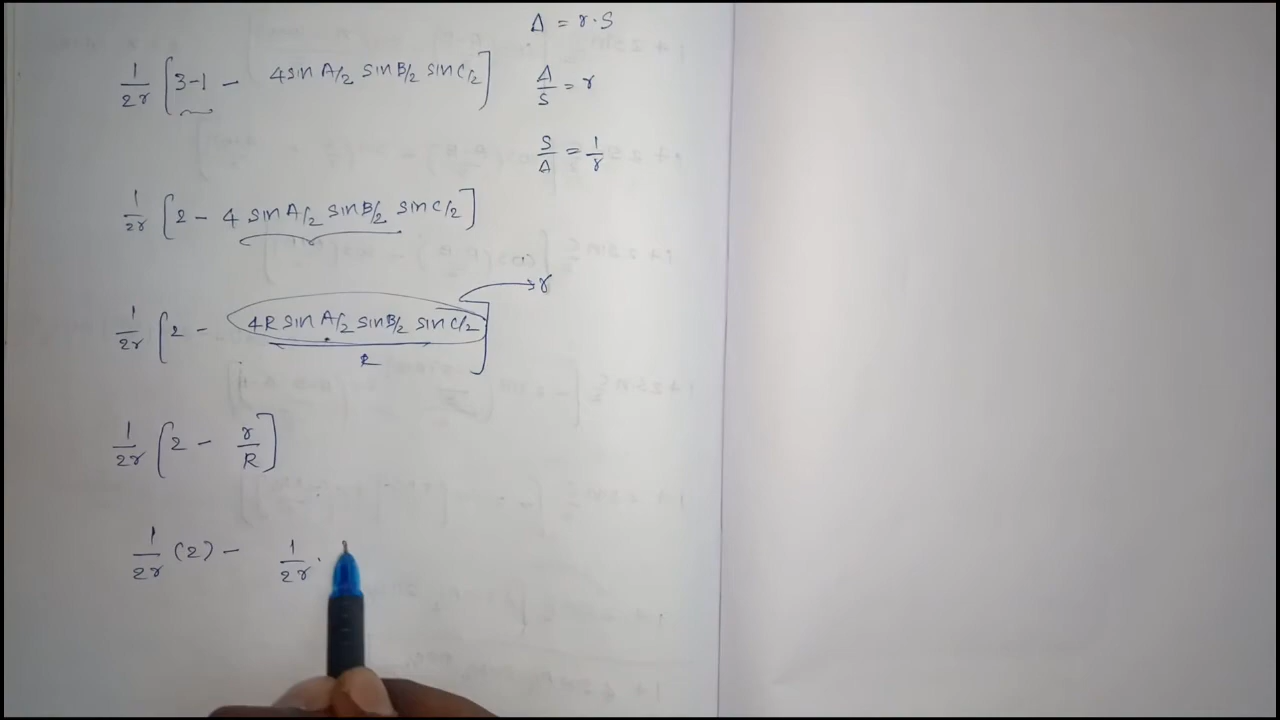 1/2r [3-1 - 4sin A/2 sin B/2 sin C/2]
1/2r [2 - 4 sin A/2 sin B/2 sin C/2]
1/2r [2 - 4R sin A/2 sin B/2 sin C/2 / R] → r
1/2r [2 - r/R]
1/2r (2) - 1/2r ·
Δ = r·S
Δ/S = r
S/Δ = 1/r